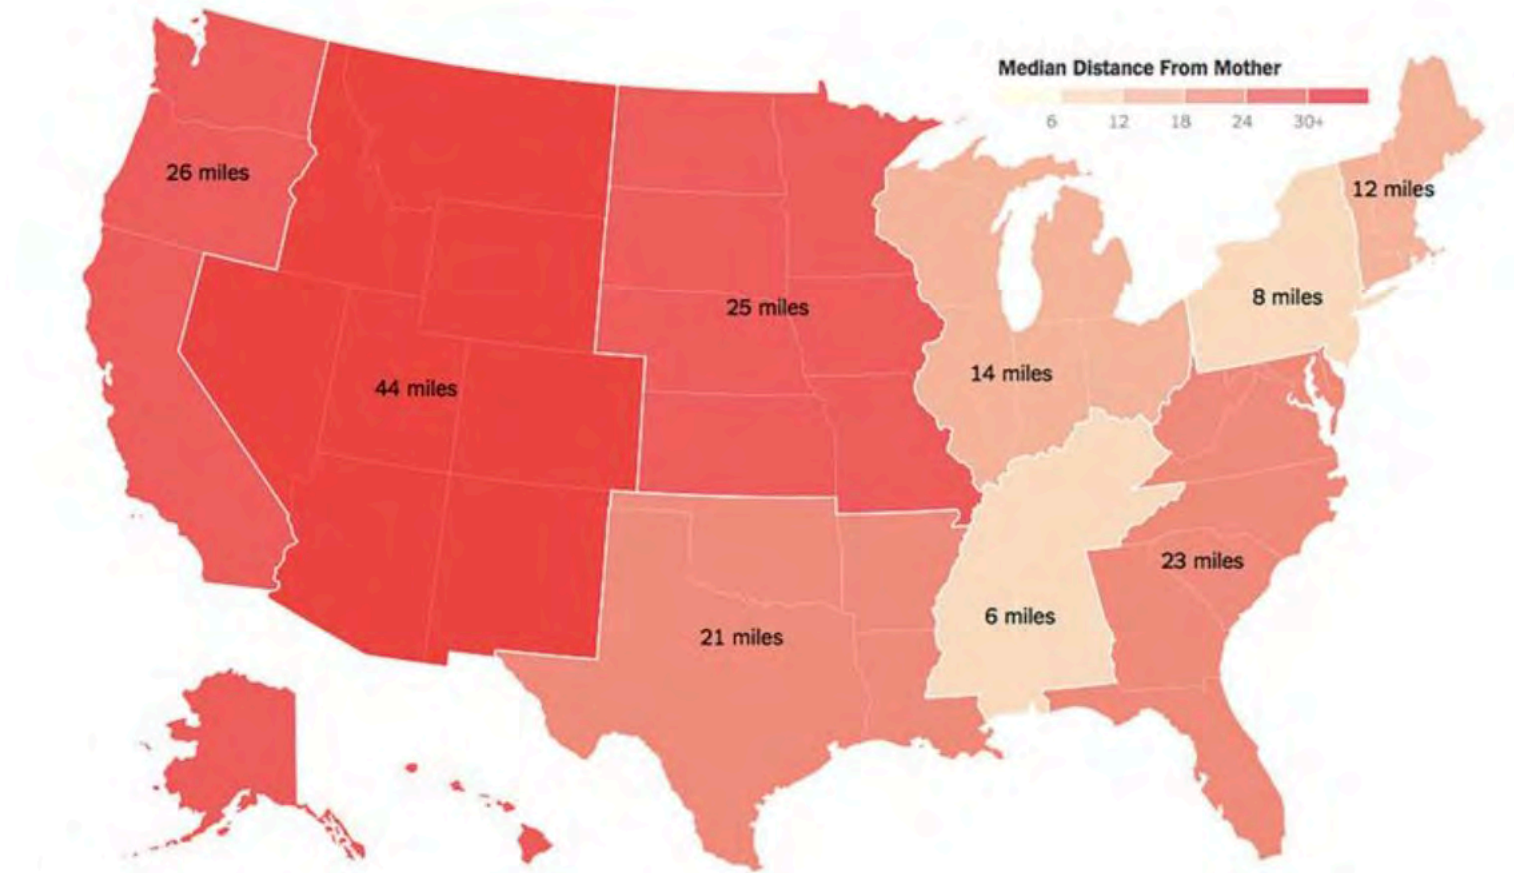 Median Distance From Mother
6 12 18 24 30+
26 miles
12 miles
8 miles
25 miles
14 miles
44 miles
23 miles
6 miles
21 miles